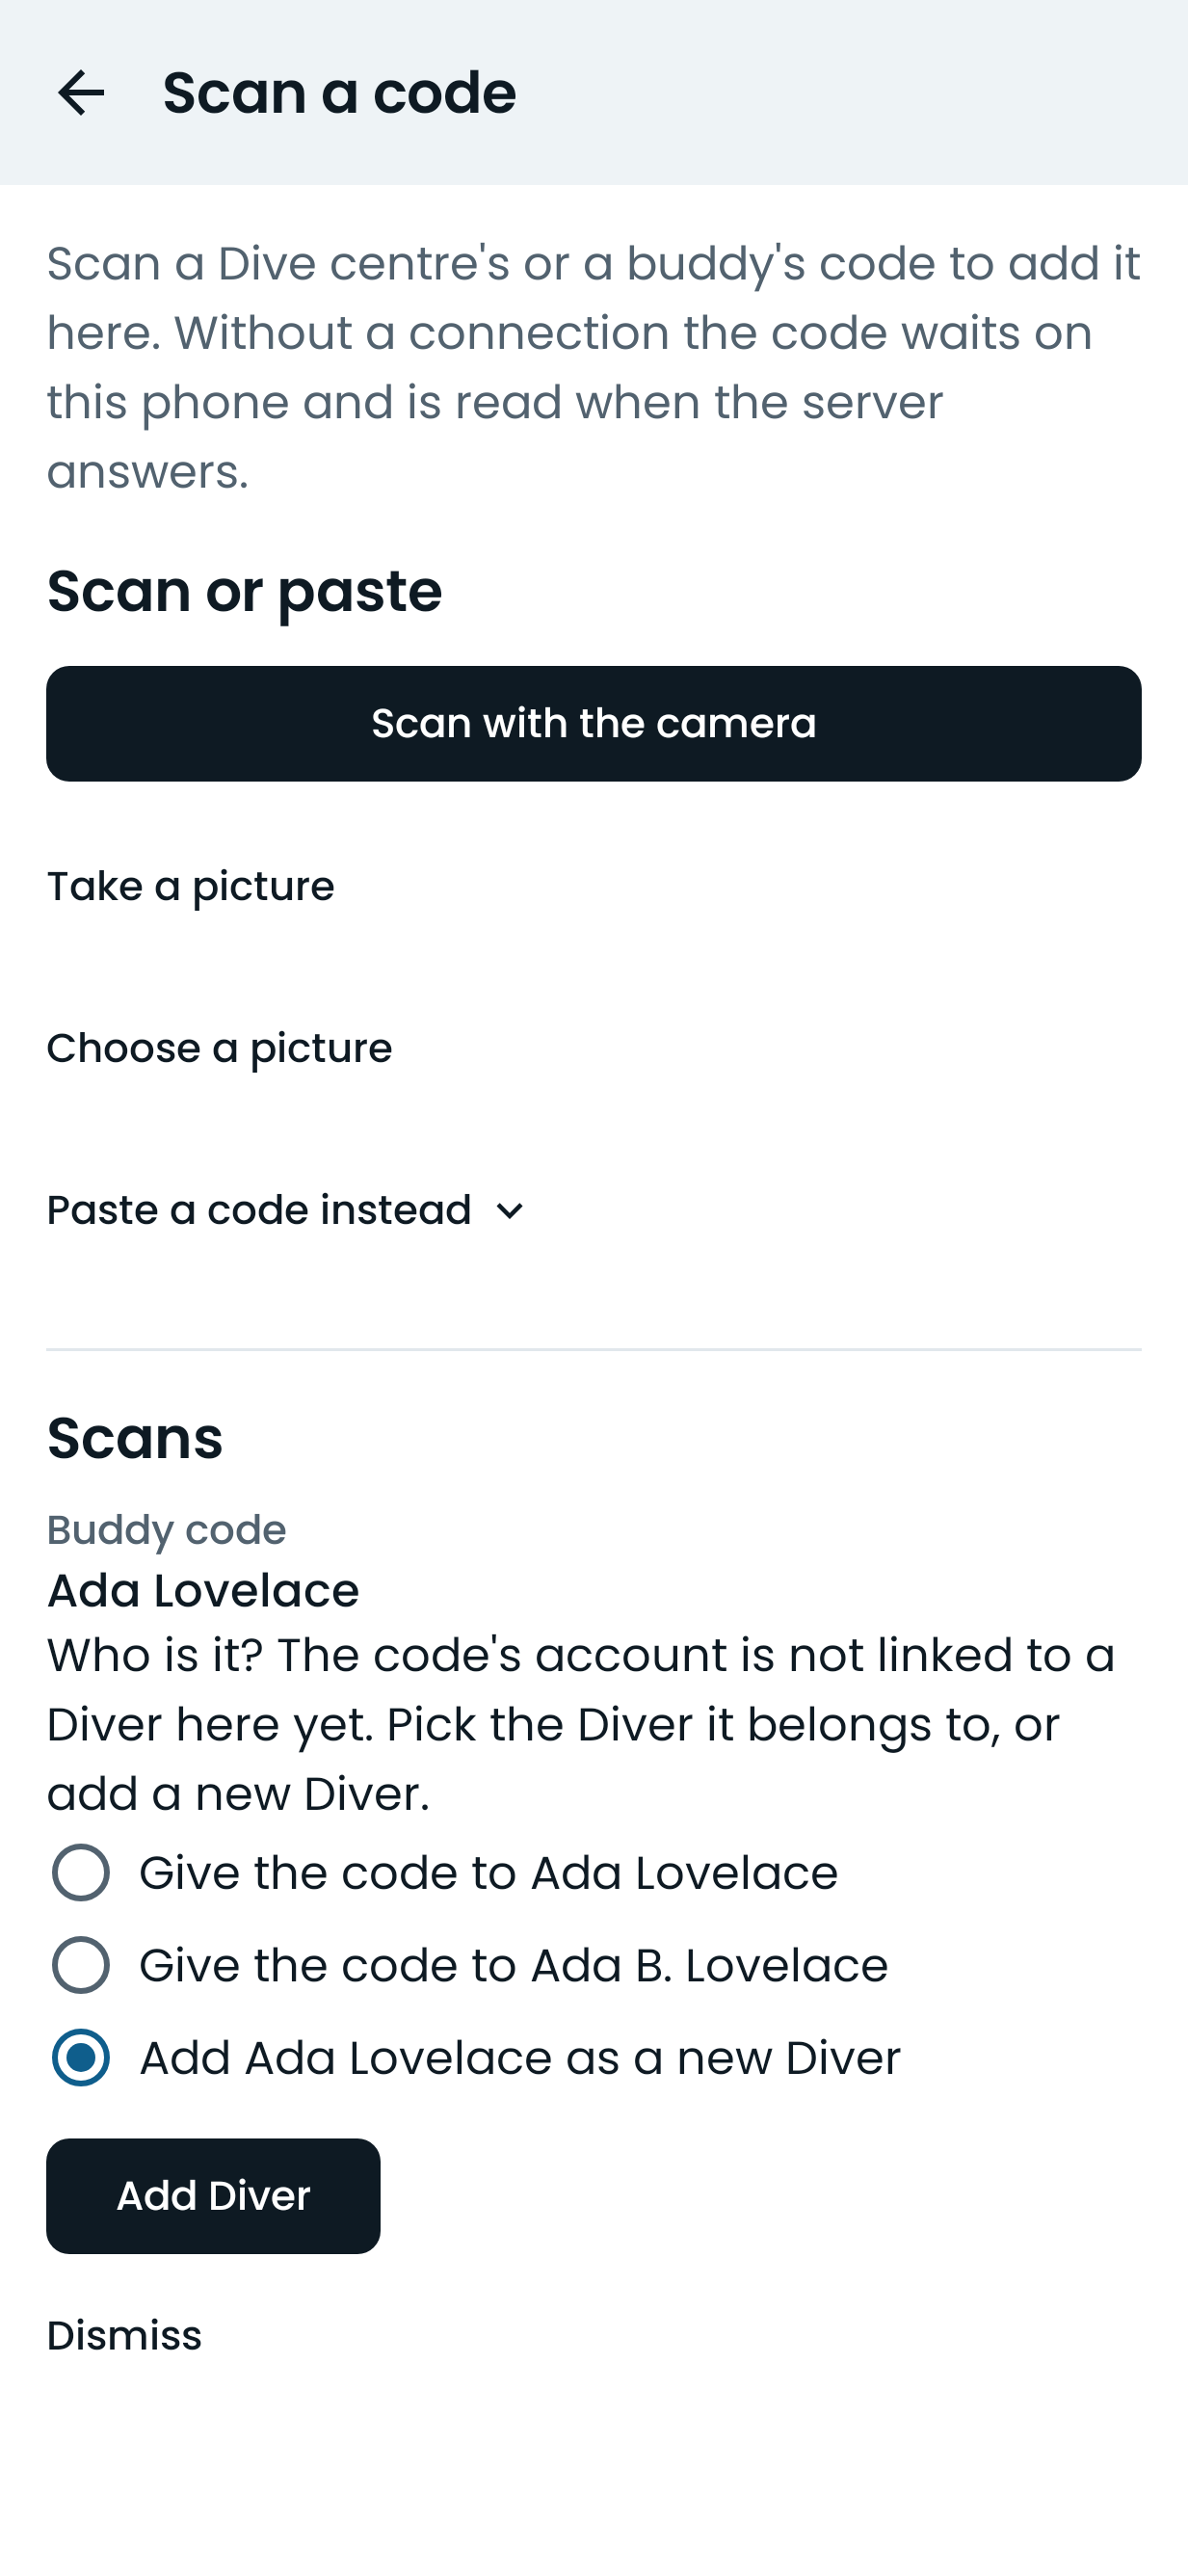 Scan a code
Scan a Dive centre's or a buddy's code to add it
here. Without a connection the code waits on
this phone and is read when the server
answers.
Scan or paste
Scan with the camera
Take a picture
Choose a picture
Paste a code instead
Scans
Buddy code
Ada Lovelace
Who is it? The code's account is not linked to a
Diver here yet. Pick the Diver it belongs to, or
add a new Diver.
Give the code to Ada Lovelace
Give the code to Ada B. Lovelace
Add Ada Lovelace as a new Diver
Add Diver
Dismiss